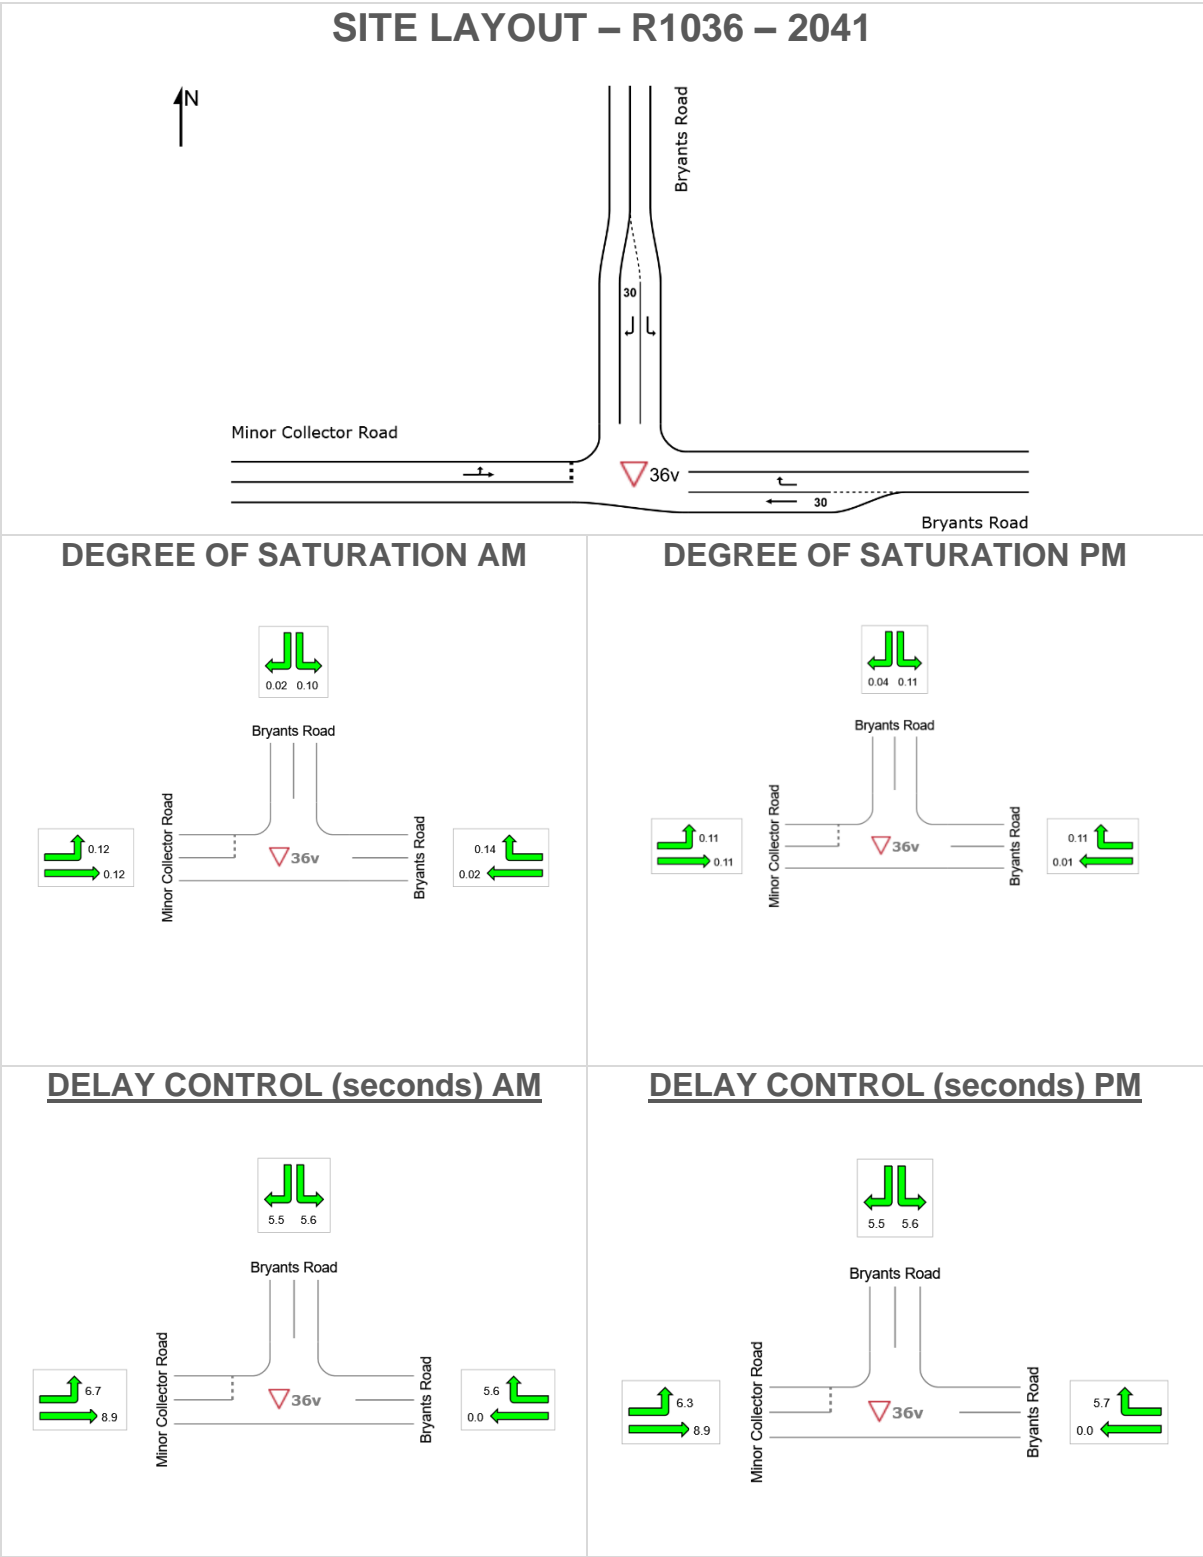 SITE LAYOUT – R1036 – 2041
N
Bryants Road
30
Minor Collector Road
36v
30
Bryants Road
DEGREE OF SATURATION AM
0.02 0.10
Bryants Road
Minor Collector Road
0.12
0.12
36v
Bryants Road
0.14
0.02
DEGREE OF SATURATION PM
0.04 0.11
Bryants Road
Minor Collector Road
0.11
0.11
36v
Bryants Road
0.11
0.01
DELAY CONTROL (seconds) AM
5.5 5.6
Bryants Road
Minor Collector Road
6.7
8.9
36v
Bryants Road
5.6
0.0
DELAY CONTROL (seconds) PM
5.5 5.6
Bryants Road
Minor Collector Road
6.3
8.9
36v
Bryants Road
5.7
0.0